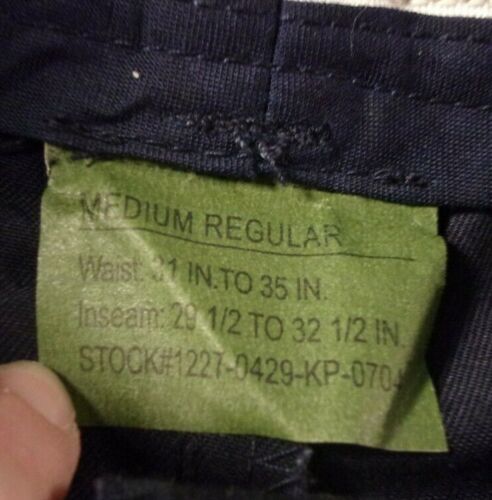 MEDIUM REGULAR
Waist: 31 IN.TO 35 IN.
Inseam: 29 1/2 TO 32 1/2 IN.
STOCK#1227-0429-KP-0704